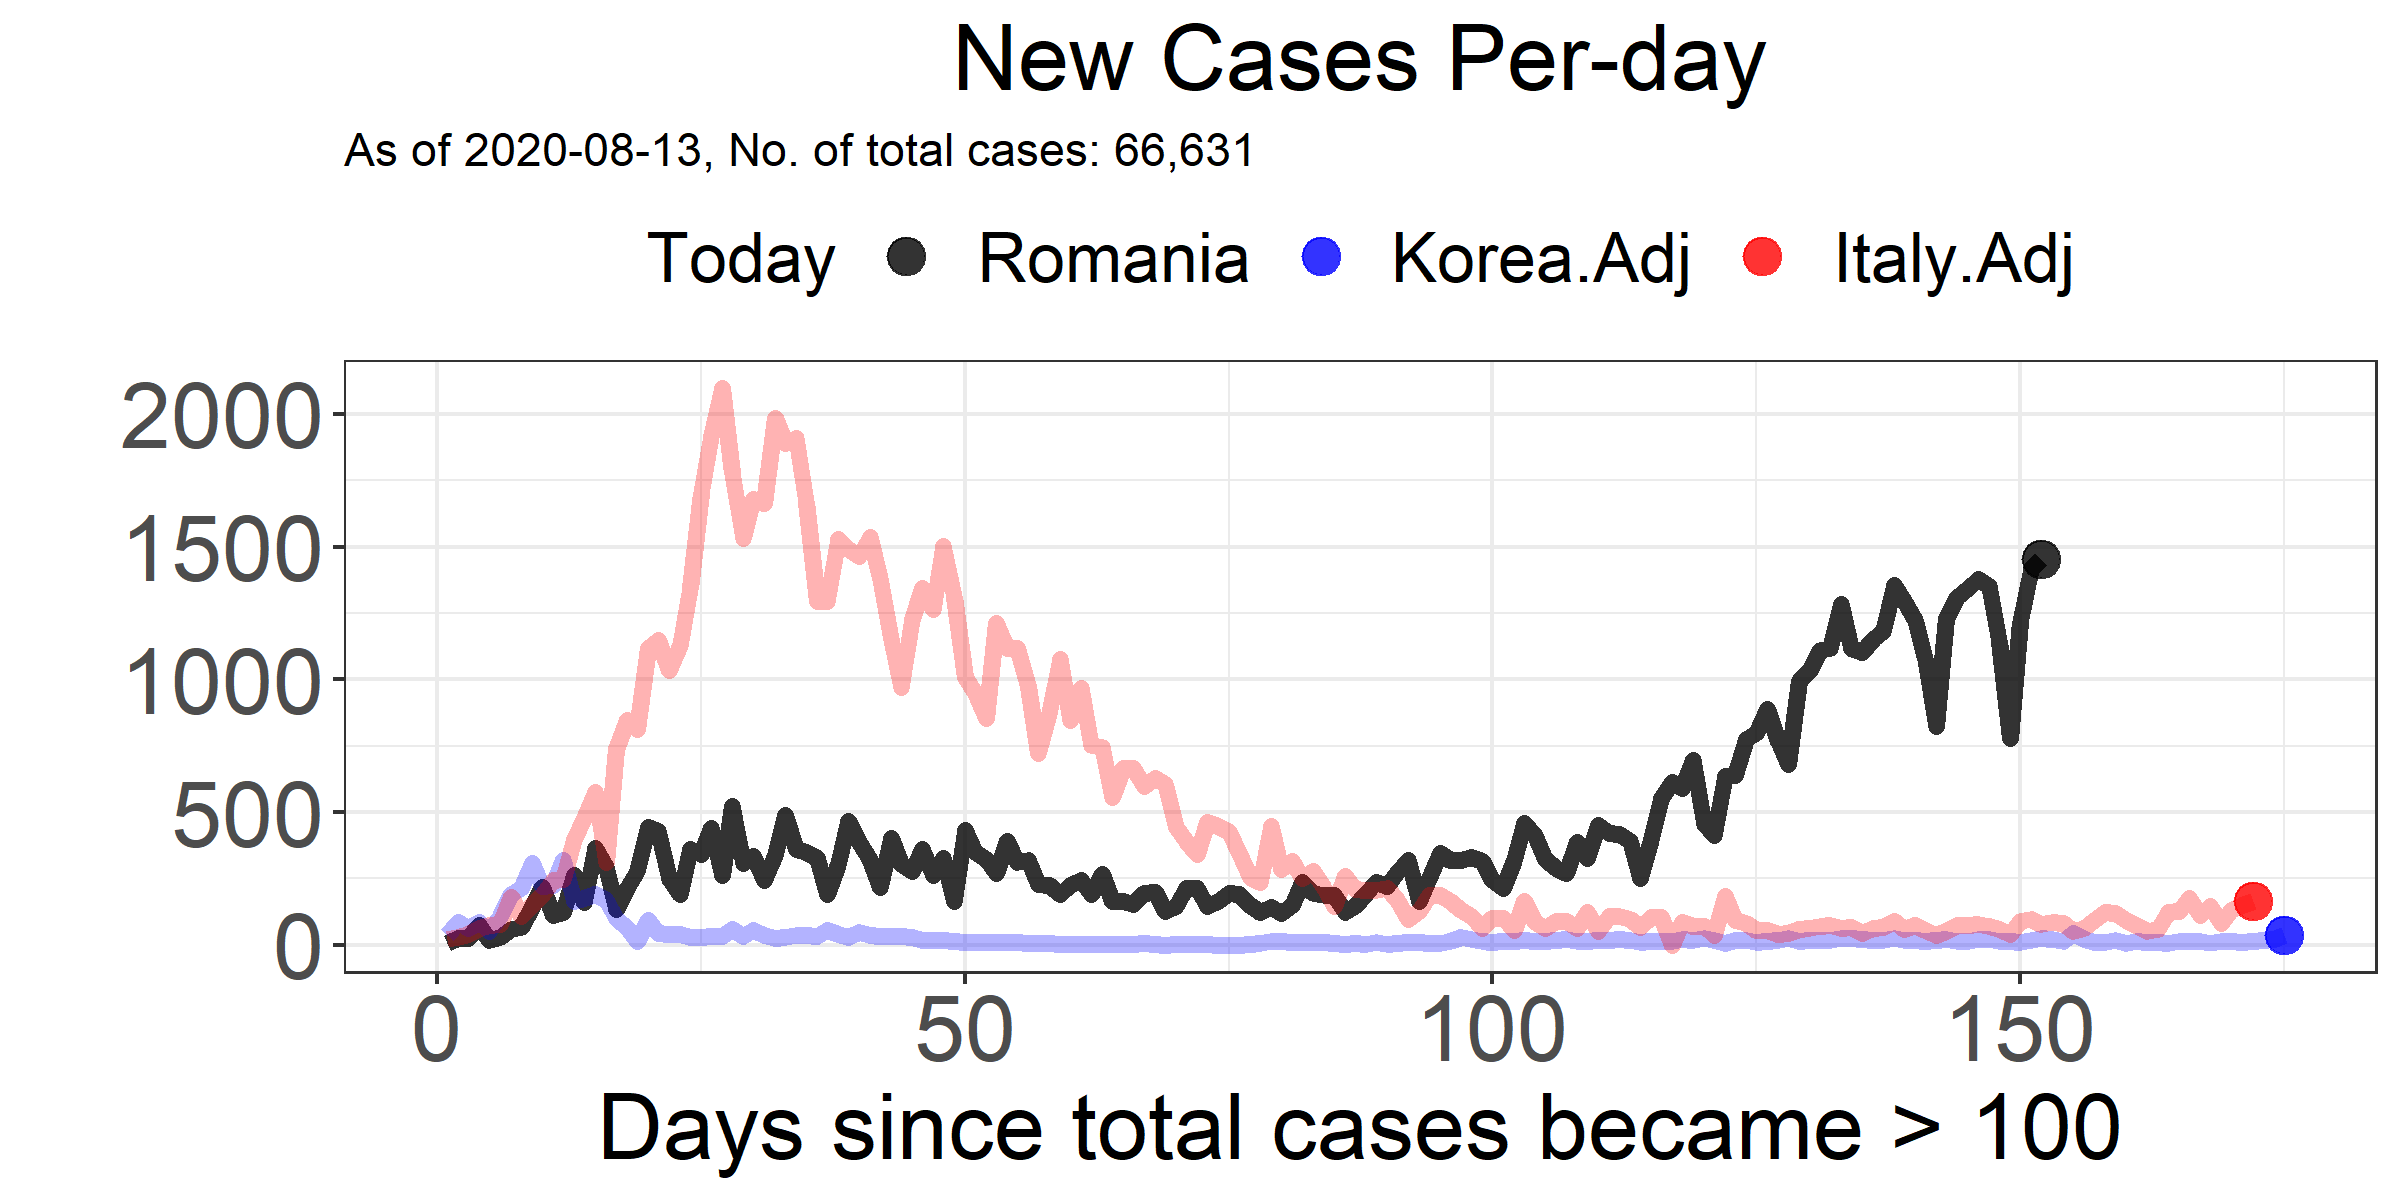 New Cases Per-day
As of 2020-08-13, No. of total cases: 66,631
Today Romania Korea.Adj Italy.Adj
2000
1500
1000
500
0
0 50 100 150
Days since total cases became > 100